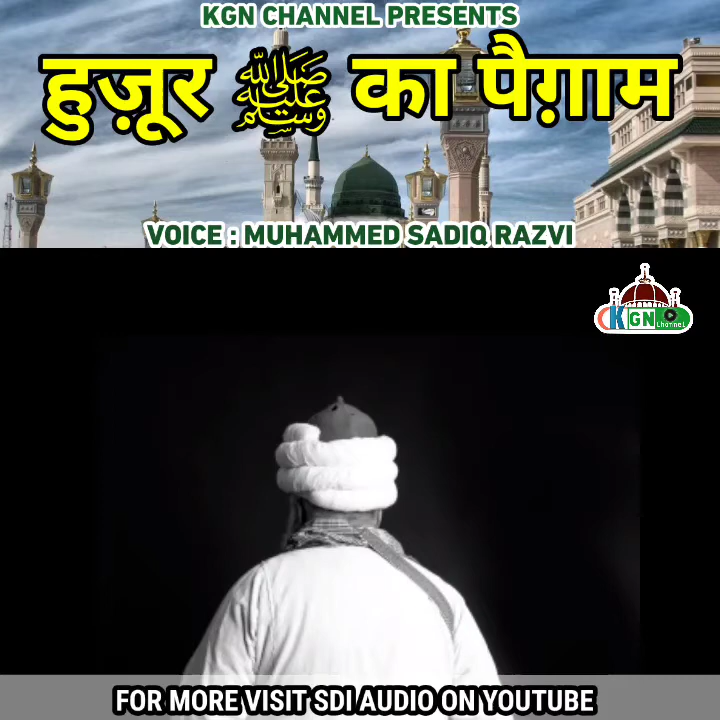 KGN CHANNEL PRESENTS
हुज़ूर ﷺ का पैग़ाम
VOICE : MUHAMMED SADIQ RAZVI
KGN
Channel
FOR MORE VISIT SDI AUDIO ON YOUTUBE